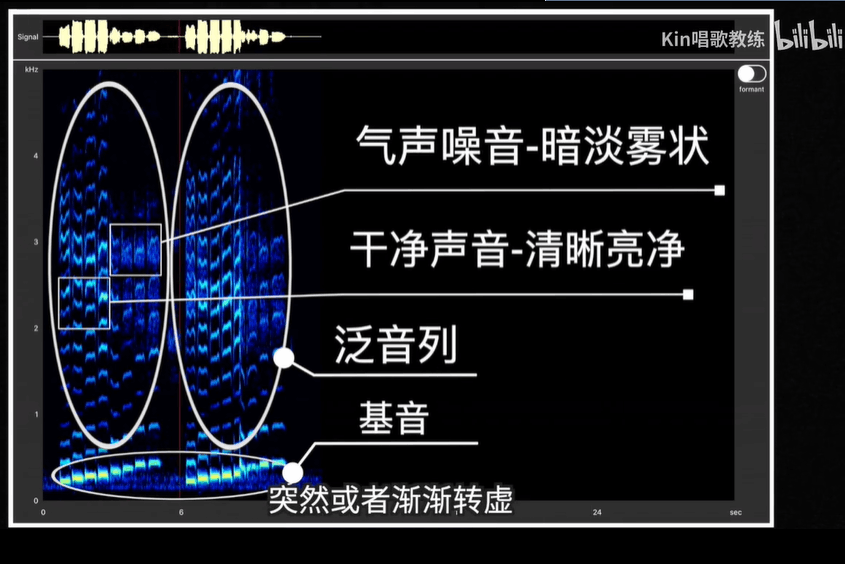 Signal
Kin唱歌教练 bilibili
kHz
formant
气声噪音-暗淡雾状
4
干净声音-清晰亮净
3
2
泛音列
1
基音
0
突然或者渐渐转虚
0 6 24 sec